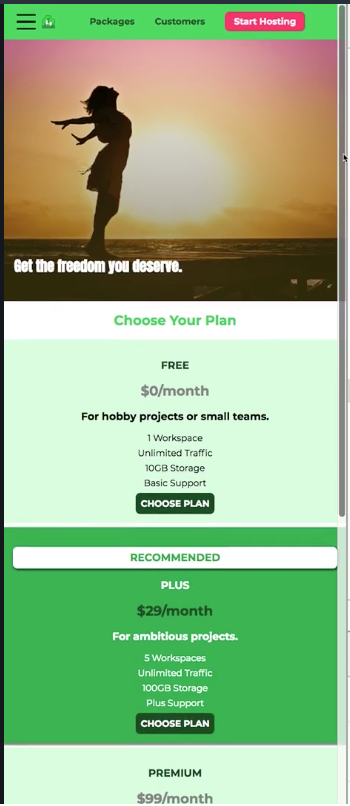 Packages Customers Start Hosting
Get the freedom you deserve.
Choose Your Plan
FREE
$0/month
For hobby projects or small teams.
1 Workspace
Unlimited Traffic
10GB Storage
Basic Support
CHOOSE PLAN
RECOMMENDED
PLUS
$29/month
For ambitious projects.
5 Workspaces
Unlimited Traffic
100GB Storage
Plus Support
CHOOSE PLAN
PREMIUM
$99/month